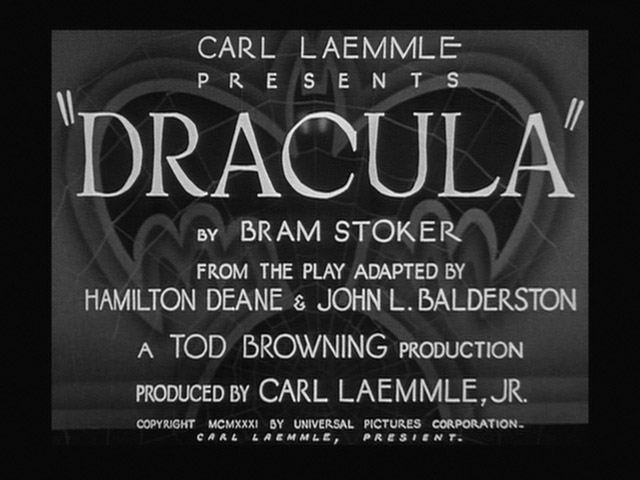 CARL LAEMMLE
PRESENTS
"DRACULA"
BY BRAM STOKER
FROM THE PLAY ADAPTED BY
HAMILTON DEANE & JOHN L. BALDERSTON
A TOD BROWNING PRODUCTION
PRODUCED BY CARL LAEMMLE, JR.
COPYRIGHT MCMXXXI BY UNIVERSAL PICTURES CORPORATION.
CARL LAEMMLE, PRESIENT.